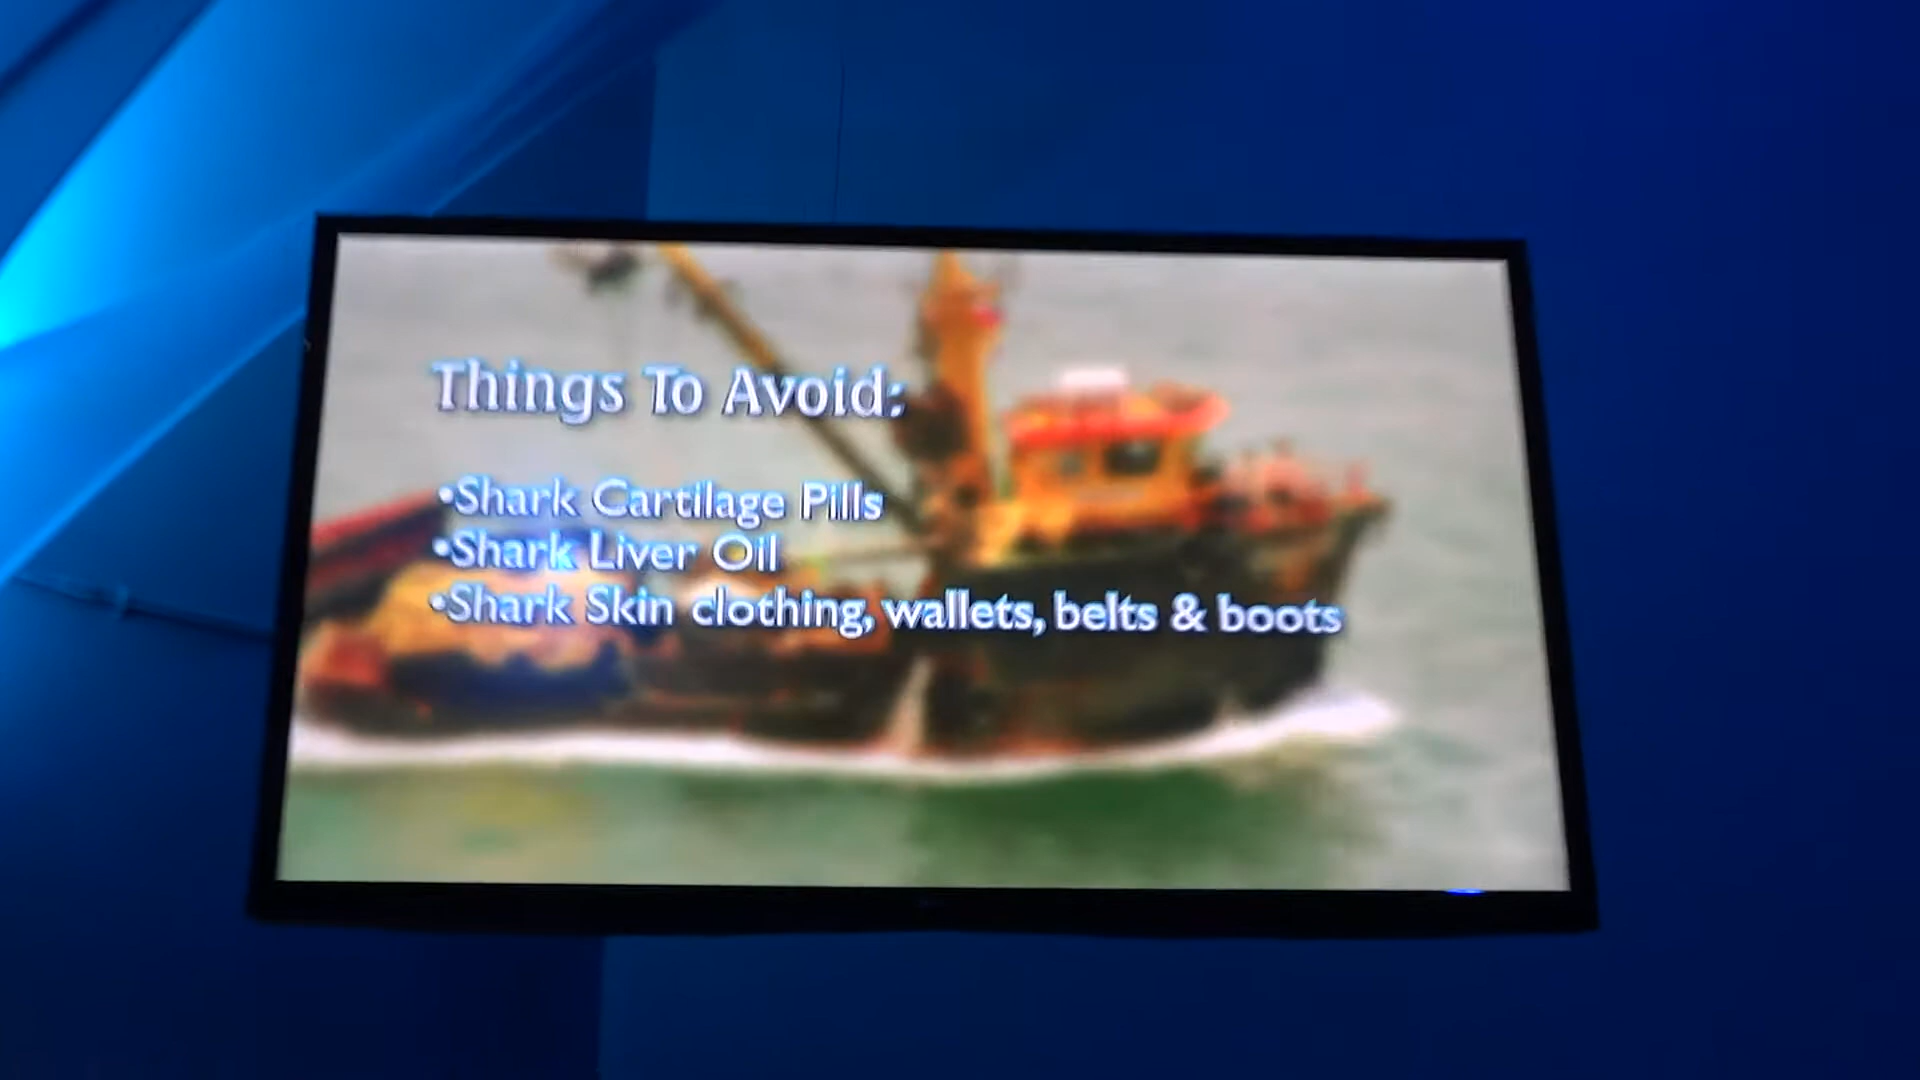 Things To Avoid:
•Shark Cartilage Pills
•Shark Liver Oil
•Shark Skin clothing, wallets, belts & boots